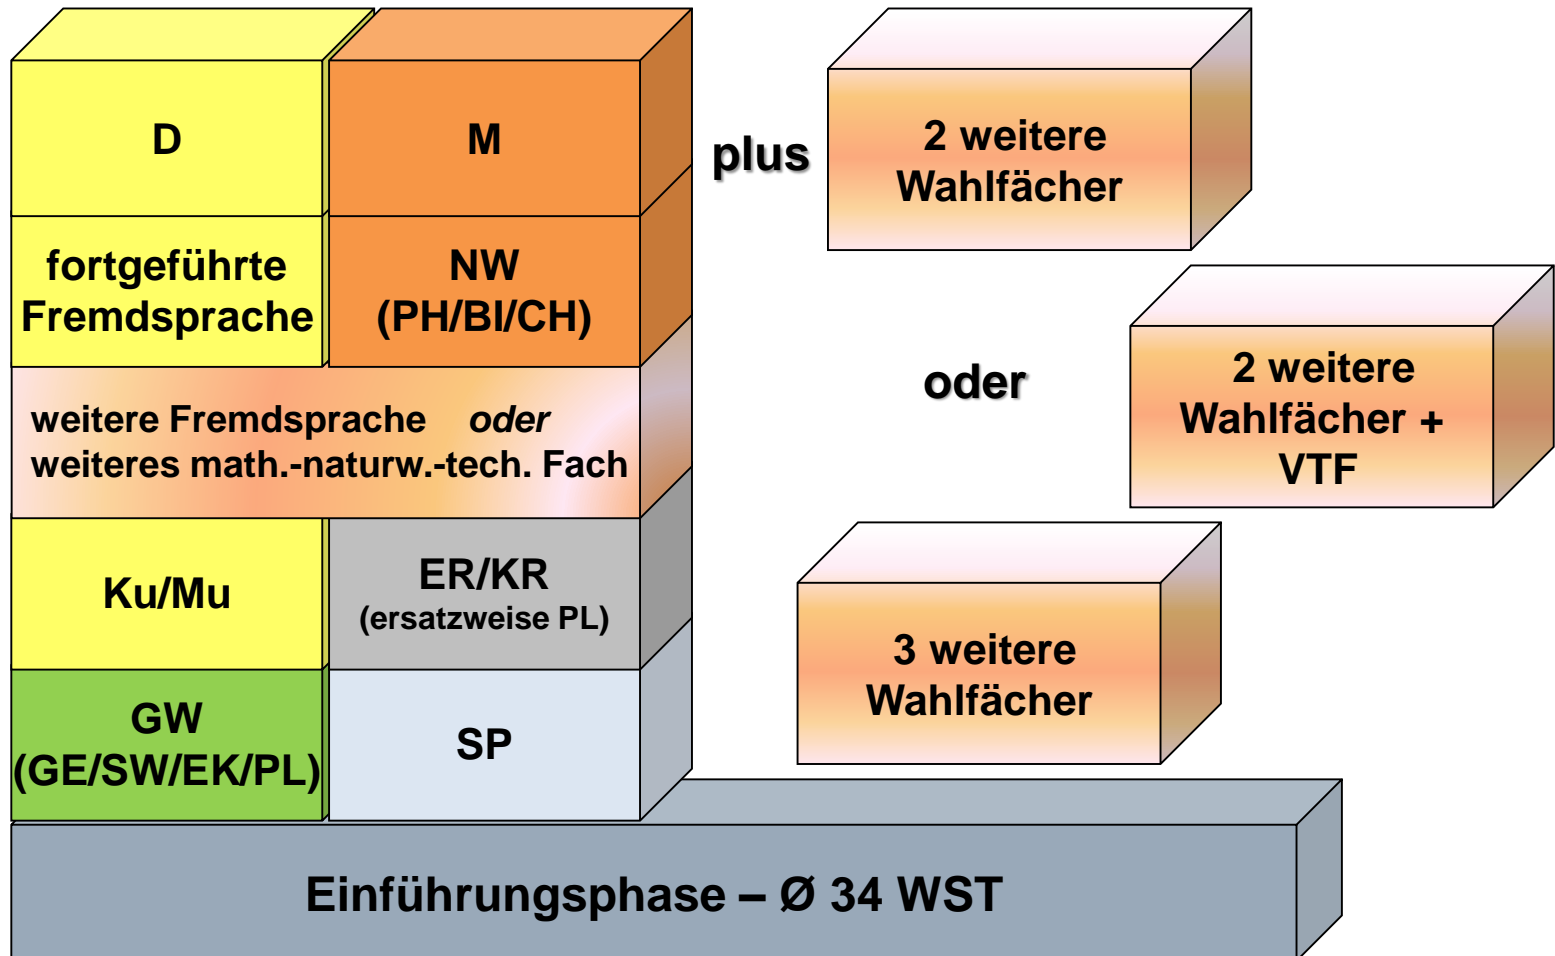 D
M
fortgeführte
Fremdsprache
NW
(PH/BI/CH)
weitere Fremdsprache oder
weiteres math.-naturw.-tech. Fach
Ku/Mu
ER/KR
(ersatzweise PL)
GW
(GE/SW/EK/PL)
SP
plus
2 weitere
Wahlfächer
oder
2 weitere
Wahlfächer +
VTF
3 weitere
Wahlfächer
Einführungsphase – Ø 34 WST